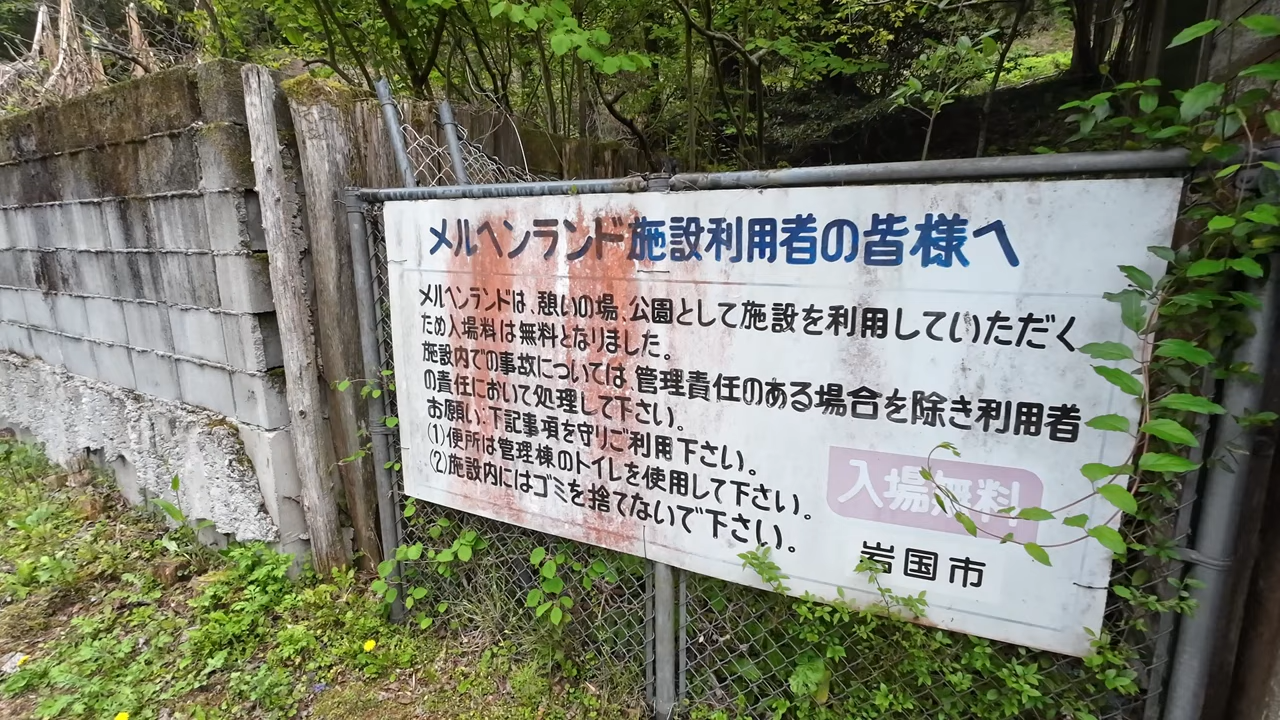 メルヘンランド施設利用者の皆様へ
メルヘンランドは、憩いの場、公園として施設を利用していただく
ため入場料は無料となりました。
施設内での事故については、管理責任のある場合を除き利用者
の責任において処理して下さい。
お願い:下記事項を守りご利用下さい。
(1)便所は管理棟のトイレを使用して下さい。
(2)施設内にはゴミを捨てないで下さい。
入場無料
岩国市